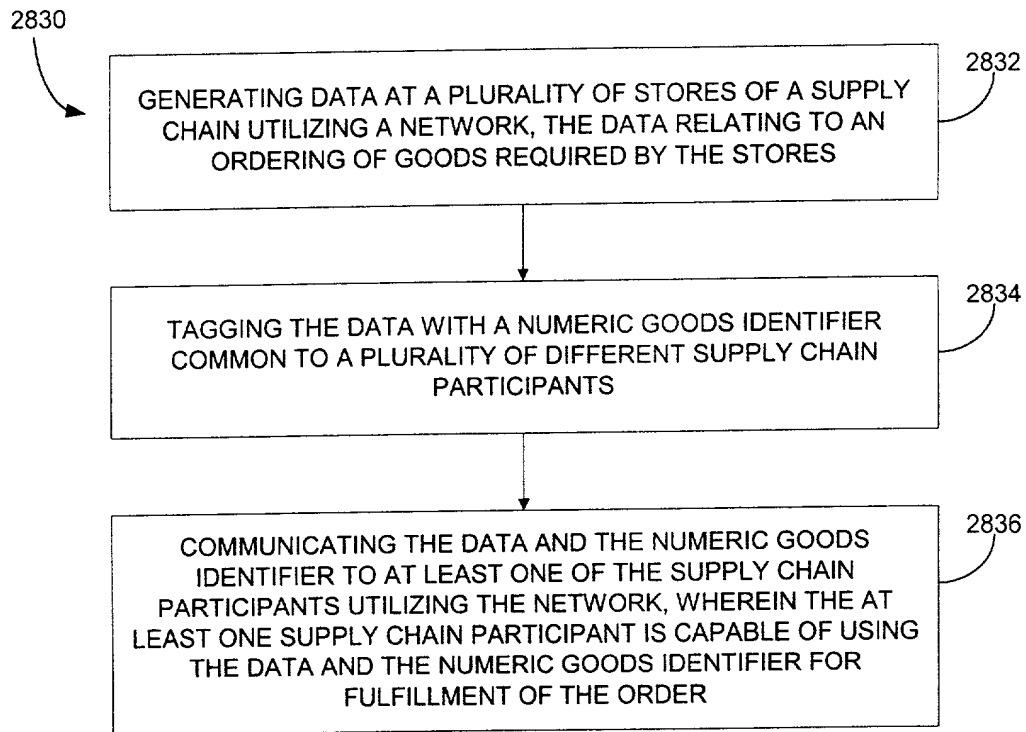 2830
2832
GENERATING DATA AT A PLURALITY OF STORES OF A SUPPLY
CHAIN UTILIZING A NETWORK, THE DATA RELATING TO AN
ORDERING OF GOODS REQUIRED BY THE STORES
2834
TAGGING THE DATA WITH A NUMERIC GOODS IDENTIFIER
COMMON TO A PLURALITY OF DIFFERENT SUPPLY CHAIN
PARTICIPANTS
2836
COMMUNICATING THE DATA AND THE NUMERIC GOODS
IDENTIFIER TO AT LEAST ONE OF THE SUPPLY CHAIN
PARTICIPANTS UTILIZING THE NETWORK, WHEREIN THE AT
LEAST ONE SUPPLY CHAIN PARTICIPANT IS CAPABLE OF USING
THE DATA AND THE NUMERIC GOODS IDENTIFIER FOR
FULFILLMENT OF THE ORDER